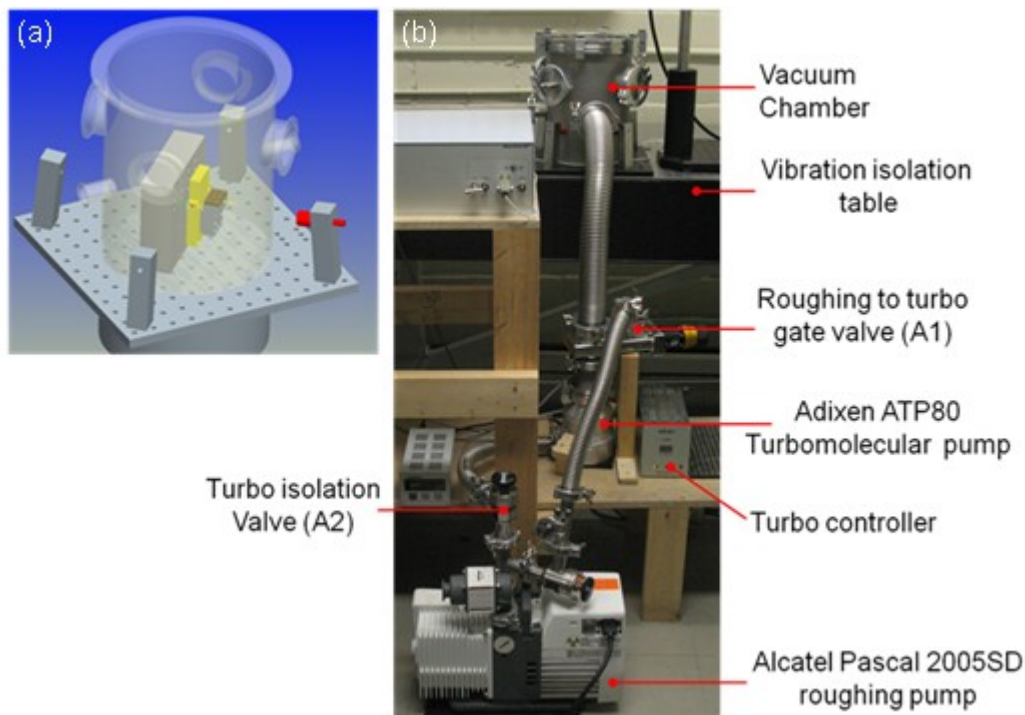 (a)
(b)
Vacuum
Chamber
Vibration isolation
table
Roughing to turbo
gate valve (A1)
Adixen ATP80
Turbomolecular pump
Turbo isolation
Valve (A2)
Turbo controller
Alcatel Pascal 2005SD
roughing pump